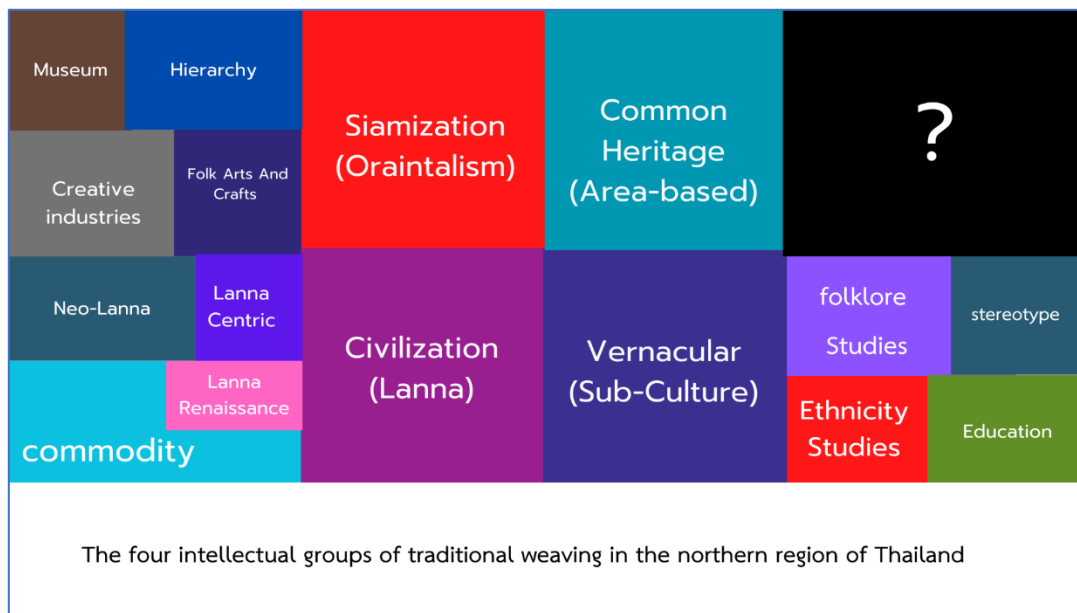 Museum
Hierarchy
Creative
industries
Folk Arts And
Crafts
Neo-Lanna
Lanna
Centric
Lanna
Renaissance
commodity
Siamization
(Oraintalism)
Civilization
(Lanna)
Common
Heritage
(Area-based)
Vernacular
(Sub-Culture)
?
folklore
Studies
stereotype
Ethnicity
Studies
Education
The four intellectual groups of traditional weaving in the northern region of Thailand